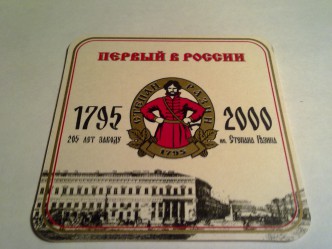 ПЕРВЫЙ В РОССИИ
СТЕПАН РАЗИН
1795
1795
2000
205 лет заводу
им. Степана Разина